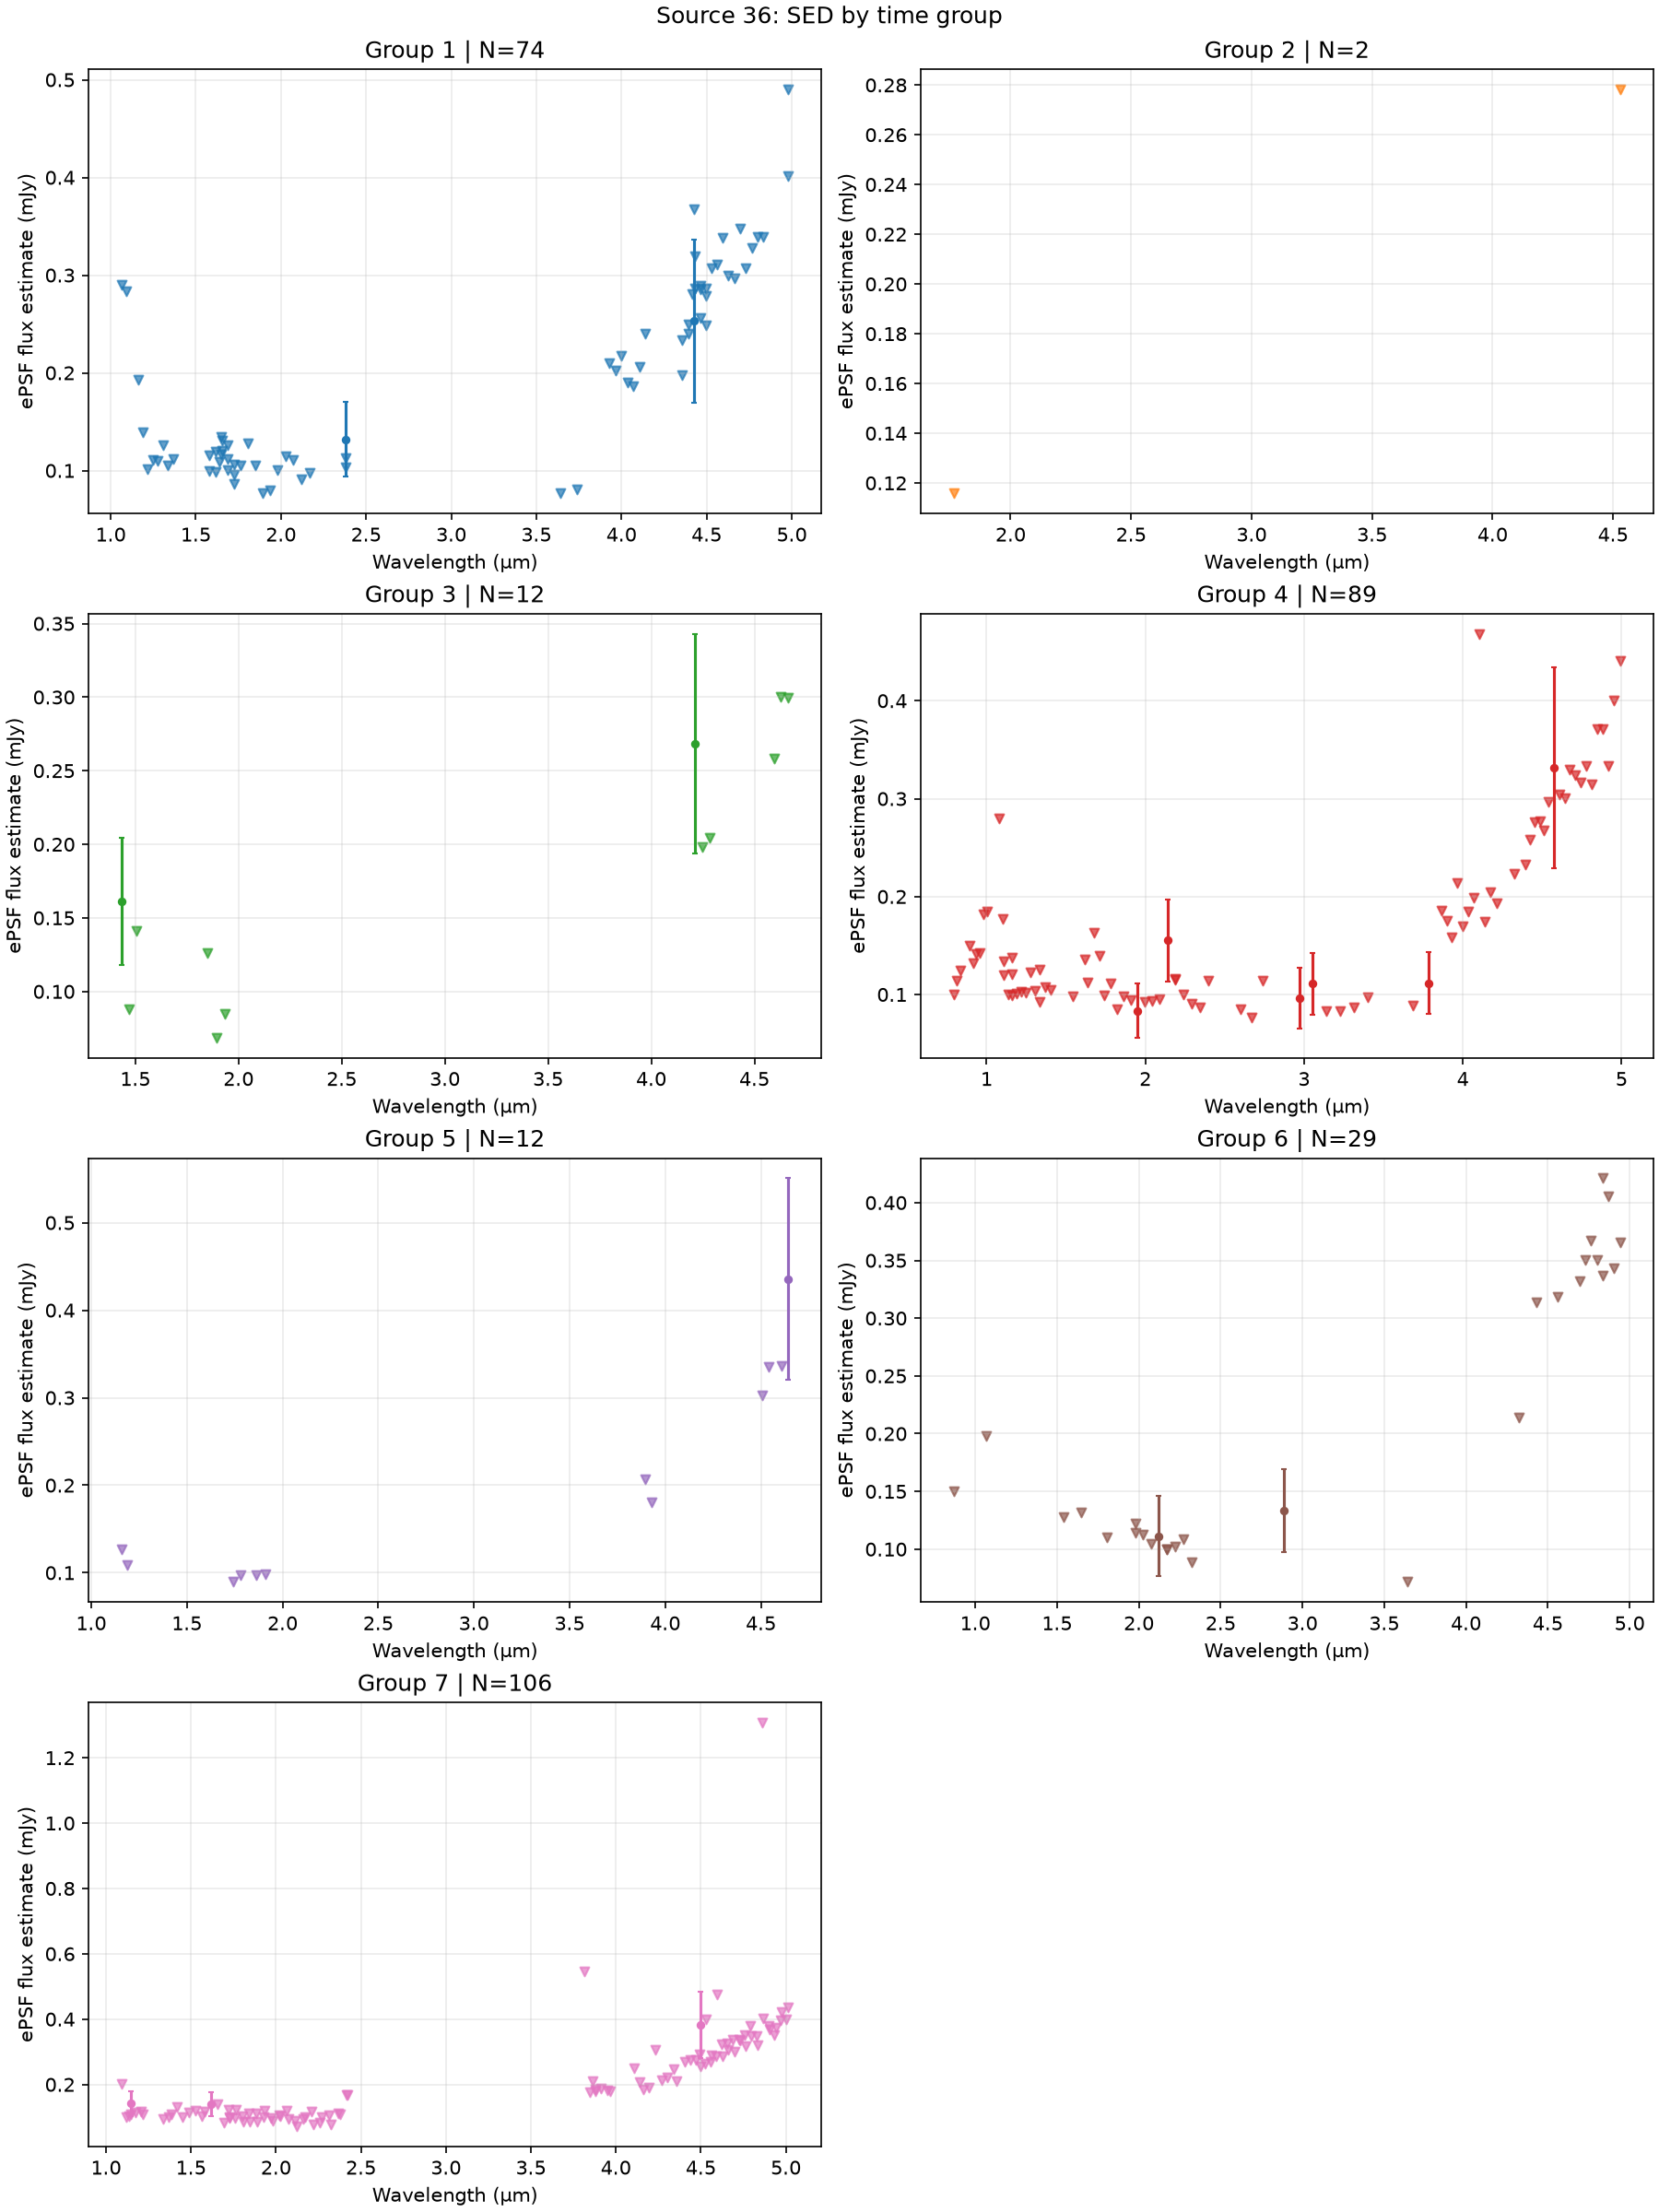 Source 36: SED by time group
Group 1 | N=74
ePSF flux estimate (mJy)
0.5
0.4
0.3
0.2
0.1
1.0 1.5 2.0 2.5 3.0 3.5 4.0 4.5 5.0
Wavelength (μm)
Group 2 | N=2
ePSF flux estimate (mJy)
0.28
0.26
0.24
0.22
0.20
0.18
0.16
0.14
0.12
2.0 2.5 3.0 3.5 4.0 4.5
Wavelength (μm)
Group 3 | N=12
ePSF flux estimate (mJy)
0.35
0.30
0.25
0.20
0.15
0.10
1.5 2.0 2.5 3.0 3.5 4.0 4.5
Wavelength (μm)
Group 4 | N=89
ePSF flux estimate (mJy)
0.4
0.3
0.2
0.1
1 2 3 4 5
Wavelength (μm)
Group 5 | N=12
ePSF flux estimate (mJy)
0.5
0.4
0.3
0.2
0.1
1.0 1.5 2.0 2.5 3.0 3.5 4.0 4.5
Wavelength (μm)
Group 6 | N=29
ePSF flux estimate (mJy)
0.40
0.35
0.30
0.25
0.20
0.15
0.10
1.0 1.5 2.0 2.5 3.0 3.5 4.0 4.5 5.0
Wavelength (μm)
Group 7 | N=106
ePSF flux estimate (mJy)
1.2
1.0
0.8
0.6
0.4
0.2
1.0 1.5 2.0 2.5 3.0 3.5 4.0 4.5 5.0
Wavelength (μm)